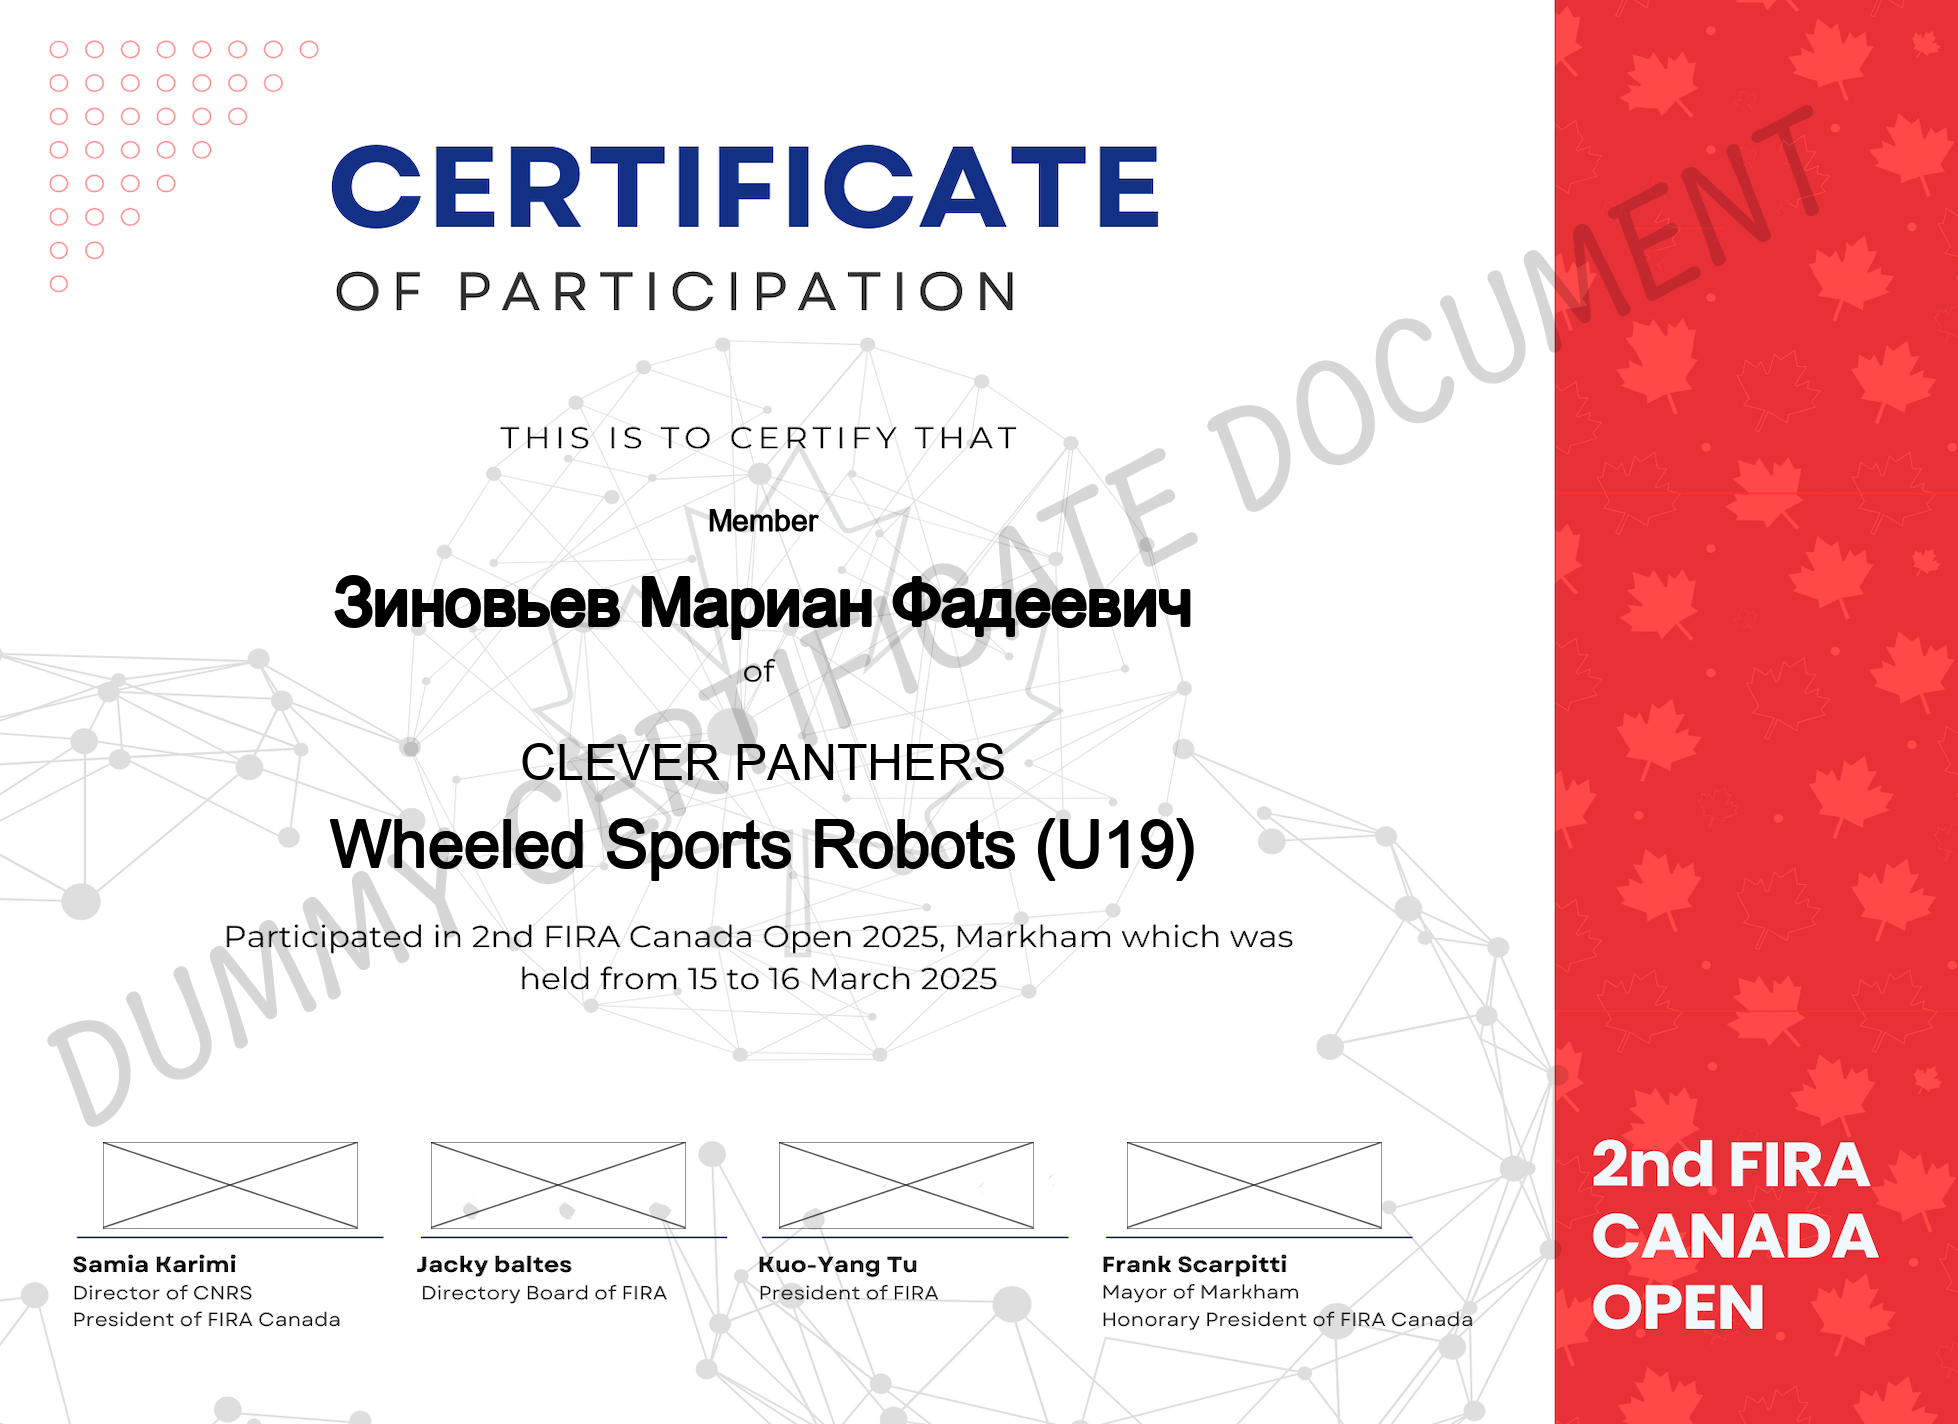 CERTIFICATE
OF PARTICIPATION
THIS IS TO CERTIFY THAT
Member
Зиновьев Мариан Фадеевич
of
CLEVER PANTHERS
Wheeled Sports Robots (U19)
Participated in 2nd FIRA Canada Open 2025, Markham which was
held from 15 to 16 March 2025
DUMMY CERTIFICATE DOCUMENT
Samia Karimi
Director of CNRS
President of FIRA Canada
Jacky baltes
Directory Board of FIRA
Kuo-Yang Tu
President of FIRA
Frank Scarpitti
Mayor of Markham
Honorary President of FIRA Canada
2nd FIRA
CANADA
OPEN